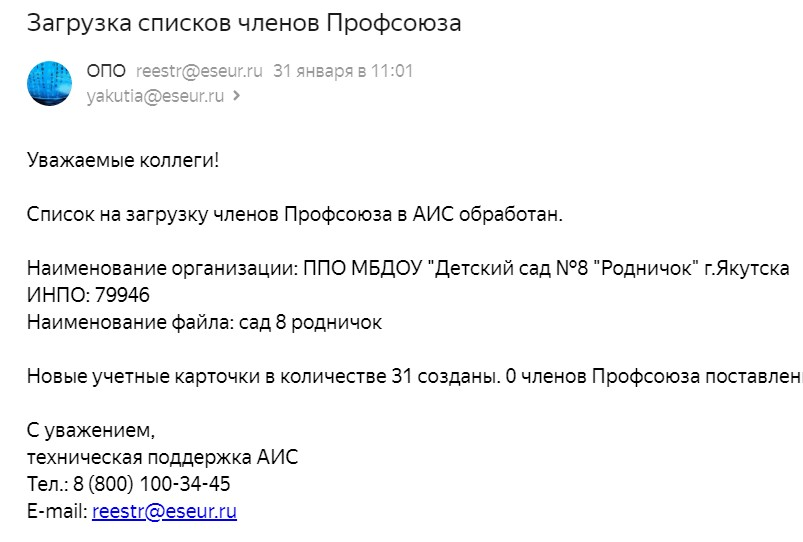 Загрузка списков членов Профсоюза
ОПО reestr@eseur.ru 31 января в 11:01
yakutia@eseur.ru >
Уважаемые коллеги!
Список на загрузку членов Профсоюза в АИС обработан.
Наименование организации: ППО МБДОУ "Детский сад №8 "Родничок" г.Якутска
ИНПО: 79946
Наименование файла: сад 8 родничок
Новые учетные карточки в количестве 31 созданы. 0 членов Профсоюза
С уважением,
техническая поддержка АИС
Тел.: 8 (800) 100-34-45
E-mail: reestr@eseur.ru